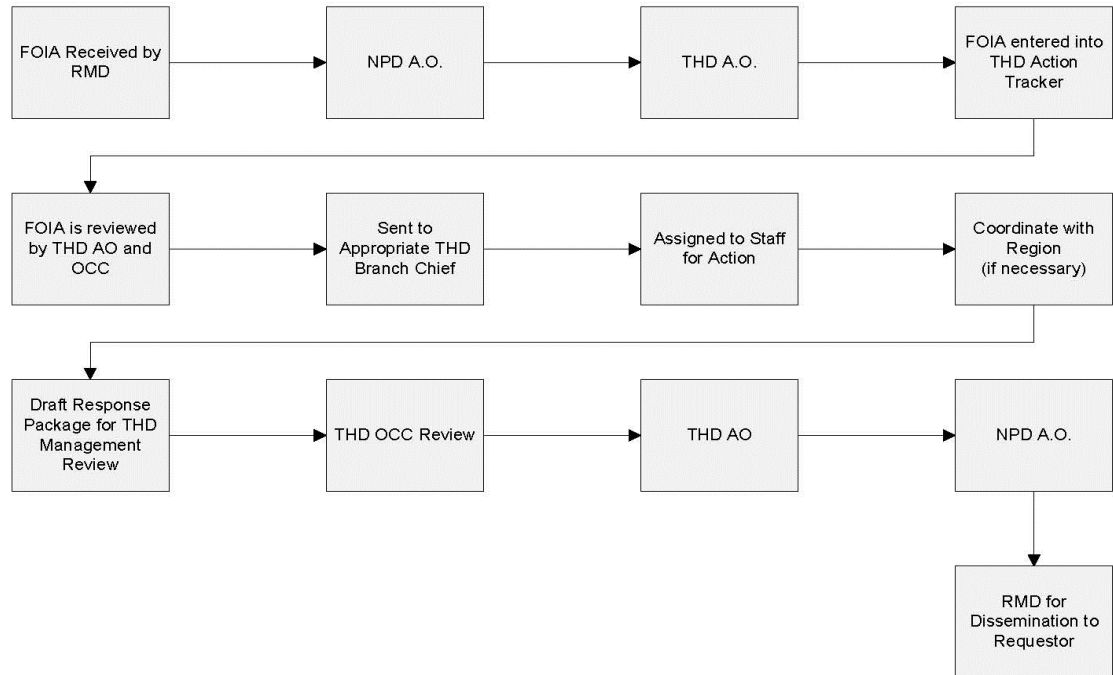 FOIA Received by
RMD
NPD A.O.
THD A.O.
FOIA entered into
THD Action
Tracker
FOIA is reviewed
by THD AO and
OCC
Sent to
Appropriate THD
Branch Chief
Assigned to Staff
for Action
Coordinate with
Region
(if necessary)
Draft Response
Package for THD
Management
Review
THD OCC Review
THD AO
NPD A.O.
RMD for
Dissemination to
Requestor